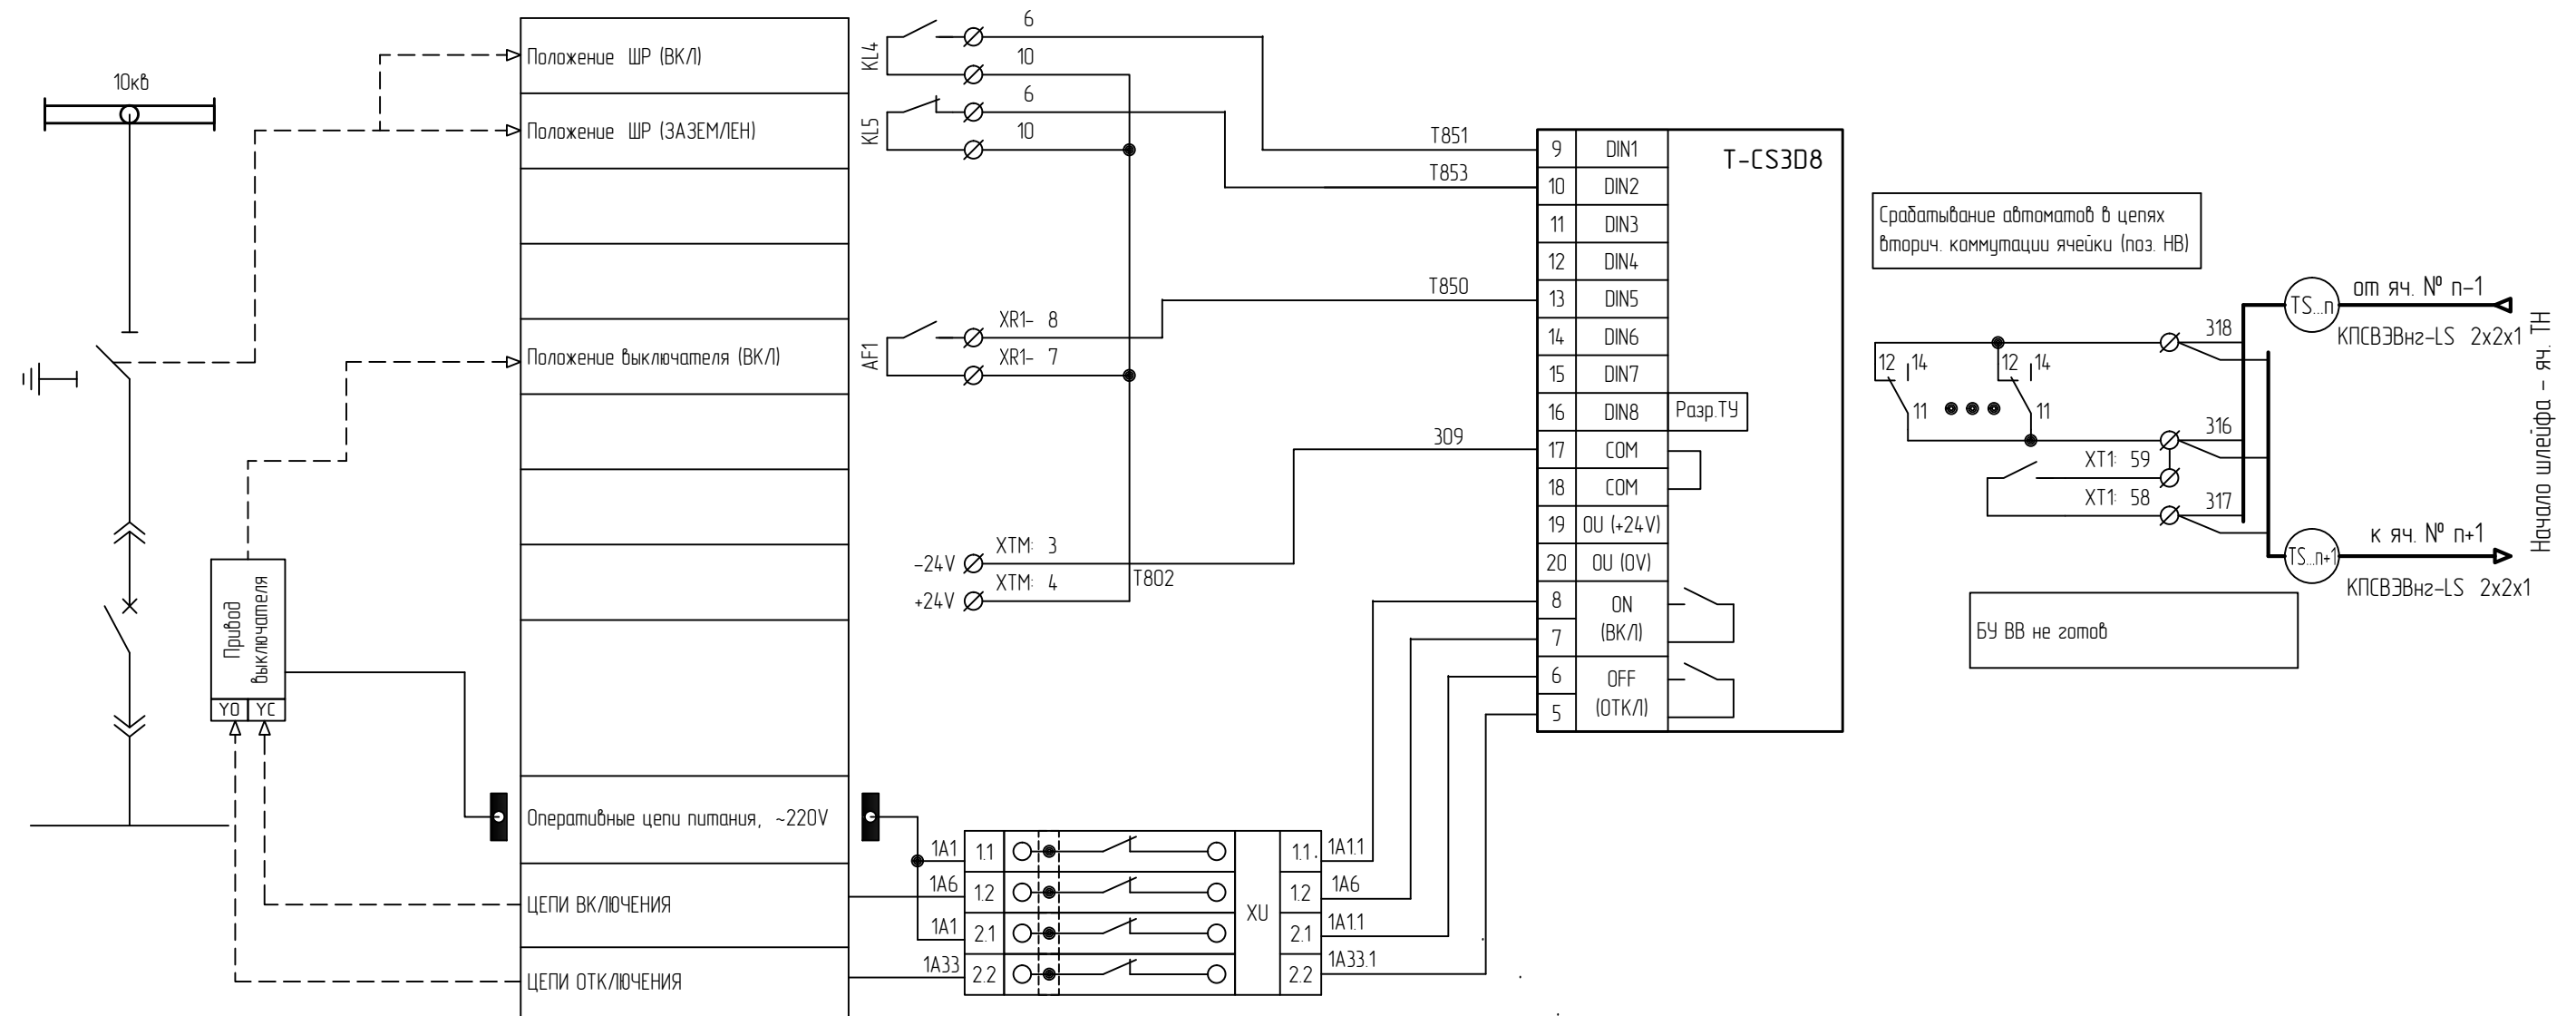 10кв
Положение ШР (ВКЛ)
Положение ШР (ЗАЗЕМЛЕН)
Положение выключателя (ВКЛ)
Оперативные цепи питания, ~220V
ЦЕПИ ВКЛЮЧЕНИЯ
ЦЕПИ ОТКЛЮЧЕНИЯ
Привод
выключателя
YO YC
KL4
6
10
KL5
6
10
AF1
XR1- 8
XR1- 7
-24V XTM: 3
+24V XTM: 4
T802
T851
T853
T850
309
T-CS3D8
9 DIN1
10 DIN2
11 DIN3
12 DIN4
13 DIN5
14 DIN6
15 DIN7
16 DIN8 Разр.ТУ
17 COM
18 COM
19 OU (+24V)
20 OU (0V)
8 ON
7 (ВКЛ)
6 OFF
5 (ОТКЛ)
1A1 1.1
1A6 1.2
1A1 2.1
1A33 2.2
XU
1.1. 1A1.1
1.2 1A6
2.1 1A1.1
2.2 1A33.1
Срабатывание автоматов в цепях
вторич. коммутации ячейки (поз. НВ)
12 14
11
12 14
11
318
316
XT1: 59
XT1: 58
317
TS...n
от яч. № n-1
КПСВЭВнг-LS 2x2x1
TS...n+1
к яч. № n+1
КПСВЭВнг-LS 2x2x1
Начало шлейфа - яч. ТН
БУ ВВ не готов